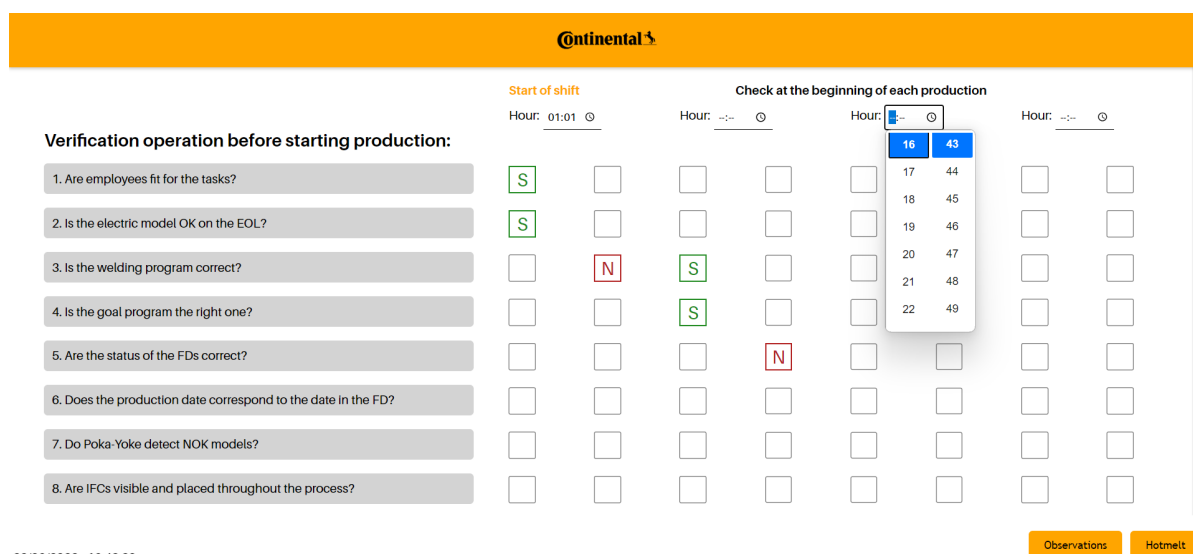 Continental
Start of shift
Check at the beginning of each production
Hour: 01:01
Hour: --:--
Hour: --:--
Hour: --:--
Verification operation before starting production:
16 43
17 44
18 45
19 46
20 47
21 48
22 49
1. Are employees fit for the tasks?
S
2. Is the electric model OK on the EOL?
S
3. Is the welding program correct?
N S
4. Is the goal program the right one?
S
5. Are the status of the FDs correct?
N
6. Does the production date correspond to the date in the FD?
7. Do Poka-Yoke detect NOK models?
8. Are IFCs visible and placed throughout the process?
Observations
Hotmelt